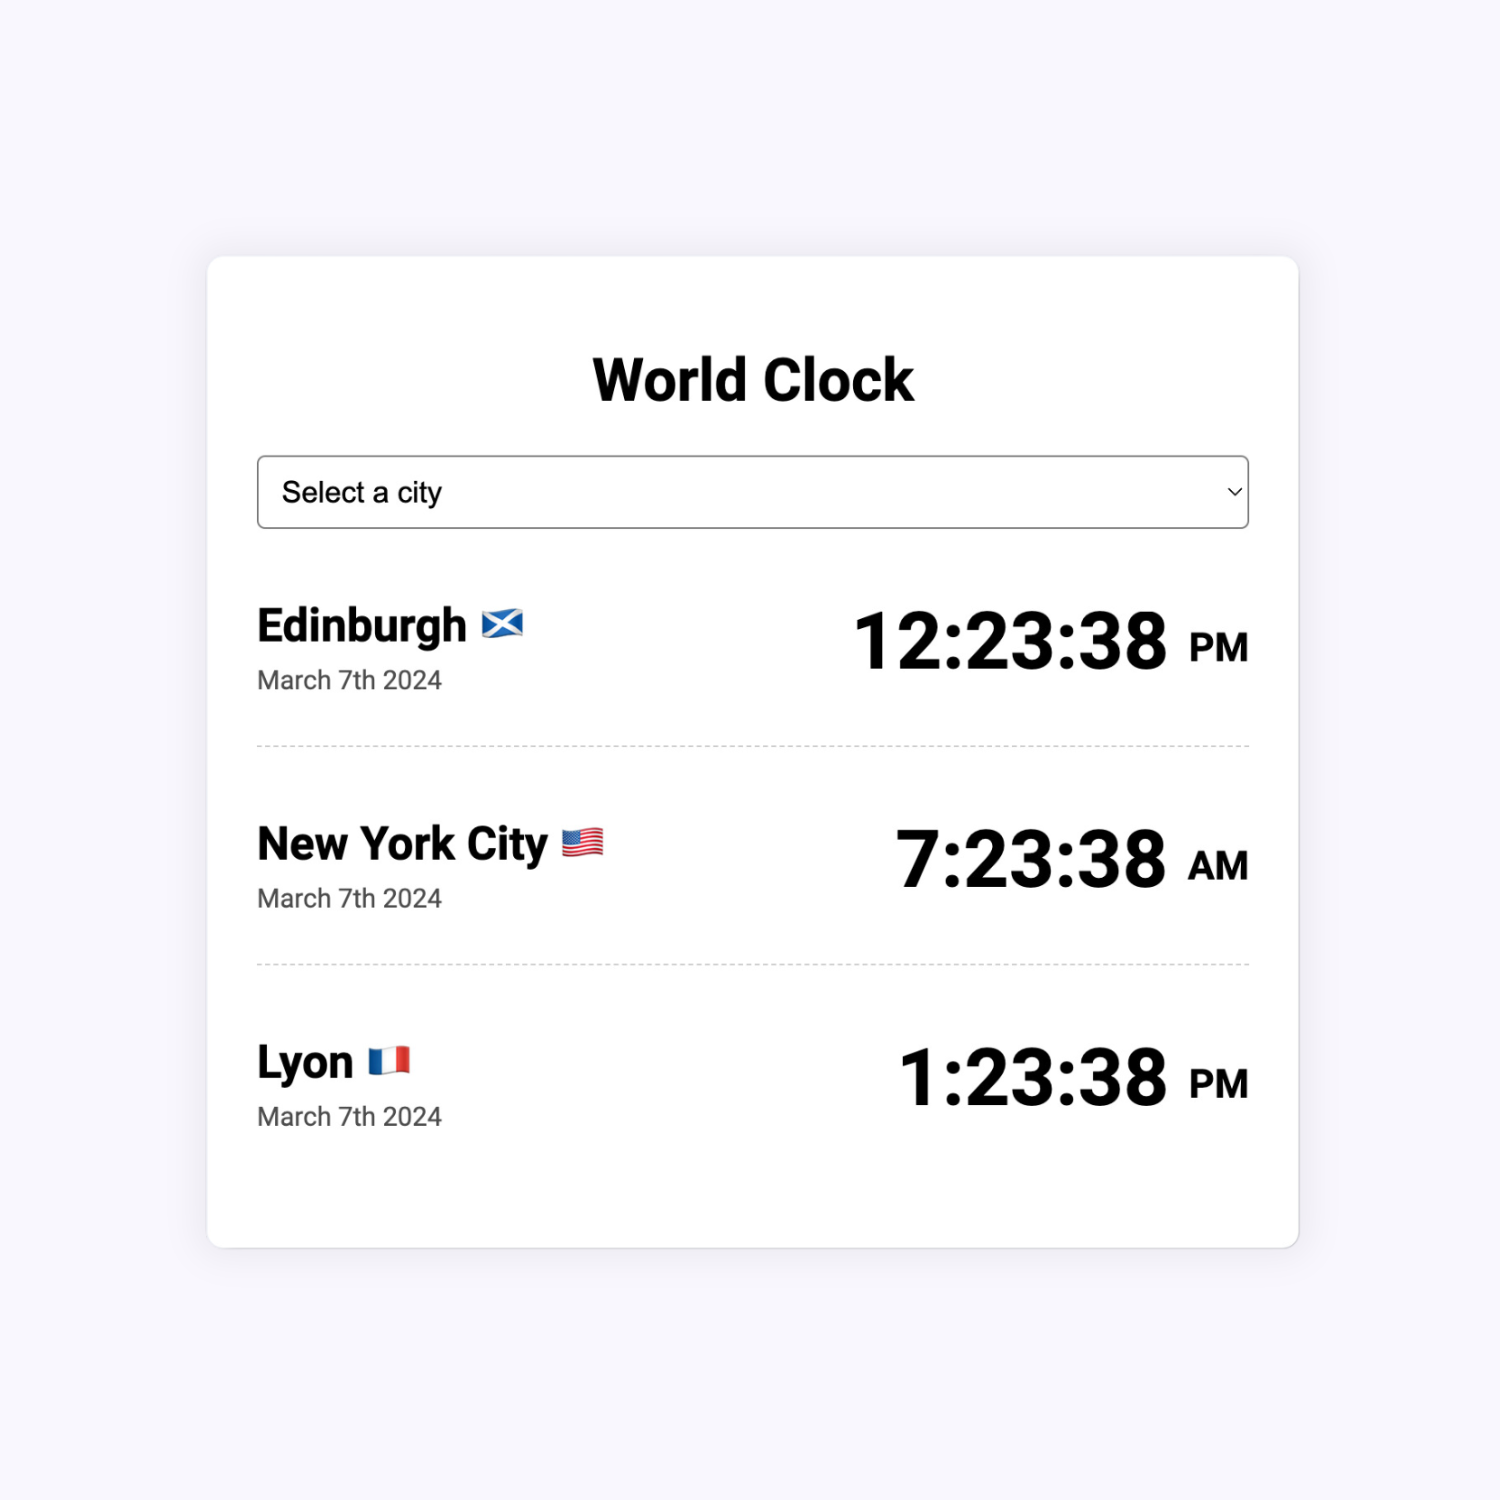 World Clock
Select a city
Edinburgh 🏴󠁧󠁢󠁳󠁣󠁴󠁿
12:23:38 PM
March 7th 2024
New York City 🇺🇸
7:23:38 AM
March 7th 2024
Lyon 🇫🇷
1:23:38 PM
March 7th 2024